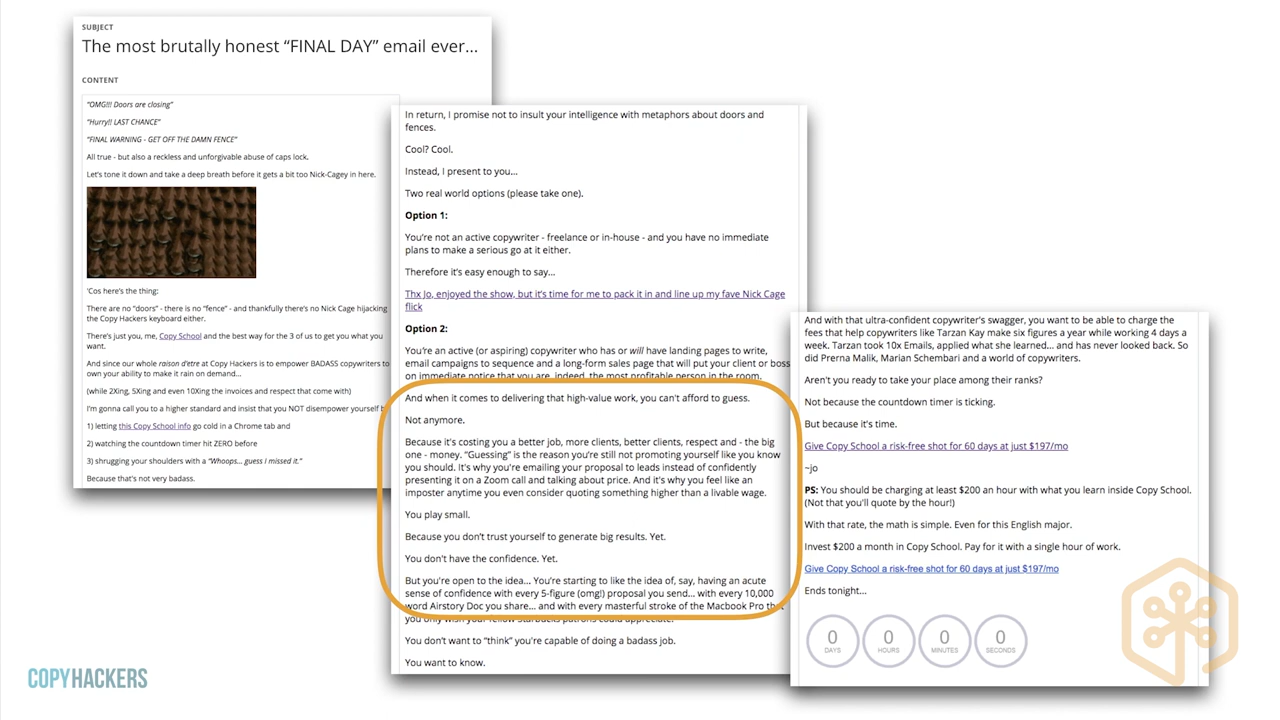 SUBJECT
The most brutally honest “FINAL DAY” email ever...
CONTENT
“OMG!!! Doors are closing”
“Hurry!! LAST CHANCE”
“FINAL WARNING - GET OFF THE DAMN FENCE”
All true - but also a reckless and unforgivable abuse of caps lock.
Let's tone it down and take a deep breath before it gets a bit too Nick-Cagey in here.
'Cos here's the thing:
There are no “doors” - there is no “fence” - and thankfully there's no Nick Cage hijacking
the Copy Hackers keyboard either.
There's just you, me, Copy School and the best way for the 3 of us to get you what you
want.
And since our whole raison d'etre at Copy Hackers is to empower BADASS copywriters to
own your ability to make it rain on demand...
(while 2Xing, 5Xing and even 10Xing the invoices and respect that come with)
I'm gonna call you to a higher standard and insist that you NOT disempower yourself
1) letting this Copy School info go cold in a Chrome tab and
2) watching the countdown timer hit ZERO before
3) shrugging your shoulders with a “Whoops... guess I missed it.”
Because that's not very badass.
In return, I promise not to insult your intelligence with metaphors about doors and
fences.
Cool? Cool.
Instead, I present to you...
Two real world options (please take one).
Option 1:
You're not an active copywriter - freelance or in-house - and you have no immediate
plans to make a serious go at it either.
Therefore it's easy enough to say...
Thx Jo, enjoyed the show, but it's time for me to pack it in and line up my fave Nick Cage
flick
Option 2:
You're an active (or aspiring) copywriter who has or will have landing pages to write,
email campaigns to sequence and a long-form sales page that will put your client or boss
on immediate notice that you are, indeed, the most profitable person in the room.
And when it comes to delivering that high-value work, you can't afford to guess.
Not anymore.
Because it's costing you a better job, more clients, better clients, respect and - the big
one - money. “Guessing” is the reason you're still not promoting yourself like you know
you should. It's why you're emailing your proposal to leads instead of confidently
presenting it on a Zoom call and talking about price. And it's why you feel like an
imposter anytime you even consider quoting something higher than a livable wage.
You play small.
Because you don't trust yourself to generate big results. Yet.
You don't have the confidence. Yet.
But you're open to the idea... You're starting to like the idea of, say, having an acute
sense of confidence with every 5-figure (omg!) proposal you send... with every 10,000
word Airstory Doc you share... and with every masterful stroke of the Macbook Pro that
you only wish your fellow Starbucks patrons could appreciate.
You don't want to “think” you're capable of doing a badass job.
You want to know.
And with that ultra-confident copywriter's swagger, you want to be able to charge the
fees that help copywriters like Tarzan Kay make six figures a year while working 4 days a
week. Tarzan took 10x Emails, applied what she learned... and has never looked back. So
did Prerna Malik, Marian Schembari and a world of copywriters.
Aren't you ready to take your place among their ranks?
Not because the countdown timer is ticking.
But because it's time.
Give Copy School a risk-free shot for 60 days at just $197/mo
~jo
PS: You should be charging at least $200 an hour with what you learn inside Copy School.
(Not that you'll quote by the hour!)
With that rate, the math is simple. Even for this English major.
Invest $200 a month in Copy School. Pay for it with a single hour of work.
Give Copy School a risk-free shot for 60 days at just $197/mo
Ends tonight...
0 0 0 0
DAYS HOURS MINUTES SECONDS
COPYHACKERS